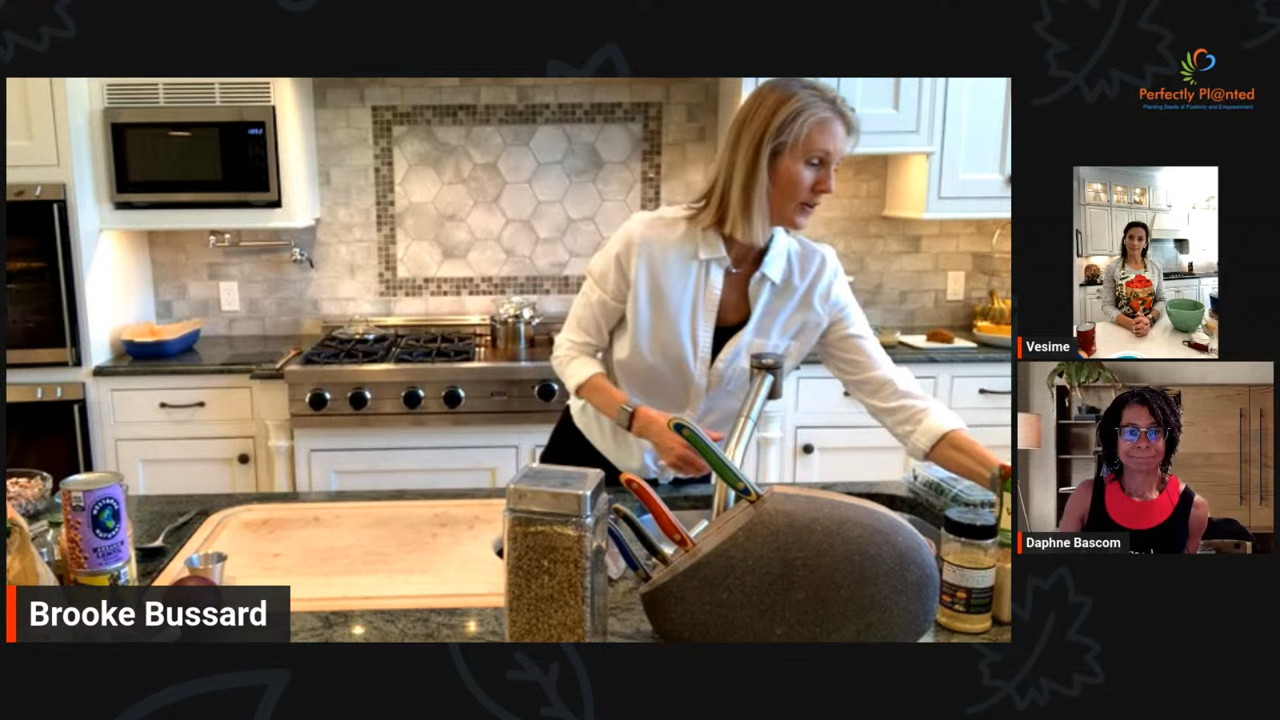 Perfectly Pl@nted
Planting Seeds of Positivity and Empowerment
Vesime
Daphne Bascom
Brooke Bussard